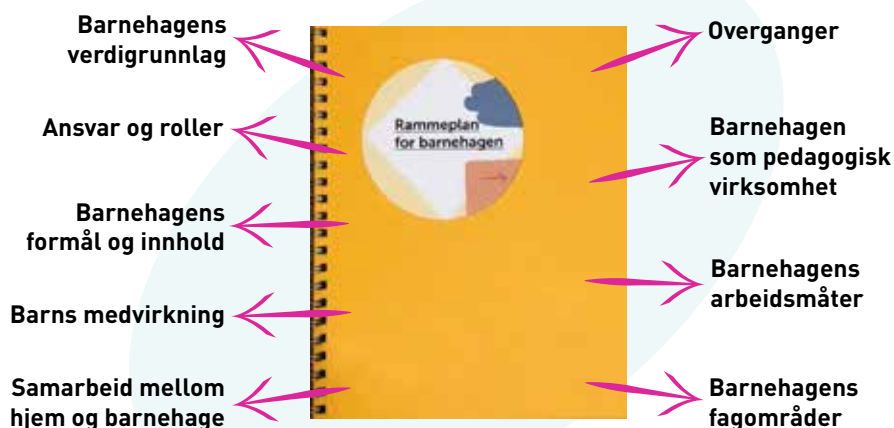 Barnehagens
verdigrunnlag
Ansvar og roller
Barnehagens
formål og innhold
Barns medvirkning
Samarbeid mellom
hjem og barnehage
Rammeplan
for barnehagen
Overganger
Barnehagen
som pedagogisk
virksomhet
Barnehagens
arbeidsmåter
Barnehagens
fagområder